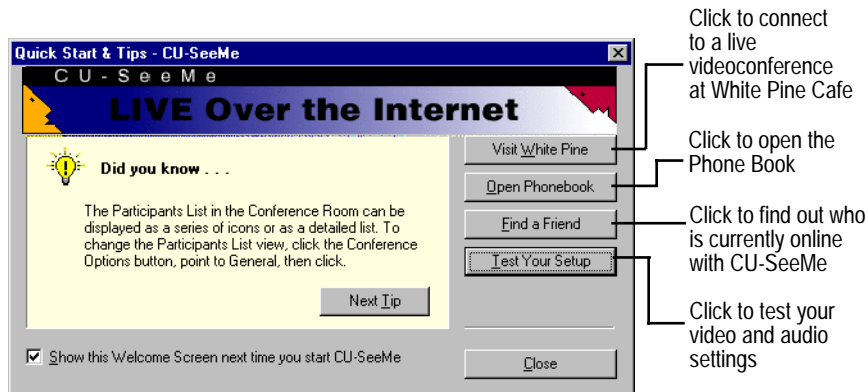 Quick Start & Tips - CU-SeeMe
CU-SeeMe
LIVE Over the Internet
Did you know . . .
The Participants List in the Conference Room can be
displayed as a series of icons or as a detailed list. To
change the Participants List view, click the Conference
Options button, point to General, then click.
Next Tip
Show this Welcome Screen next time you start CU-SeeMe
Visit White Pine
Open Phonebook
Find a Friend
Test Your Setup
Close
Click to connect
to a live
videoconference
at White Pine Cafe
Click to open the
Phone Book
Click to find out who
is currently online
with CU-SeeMe
Click to test your
video and audio
settings